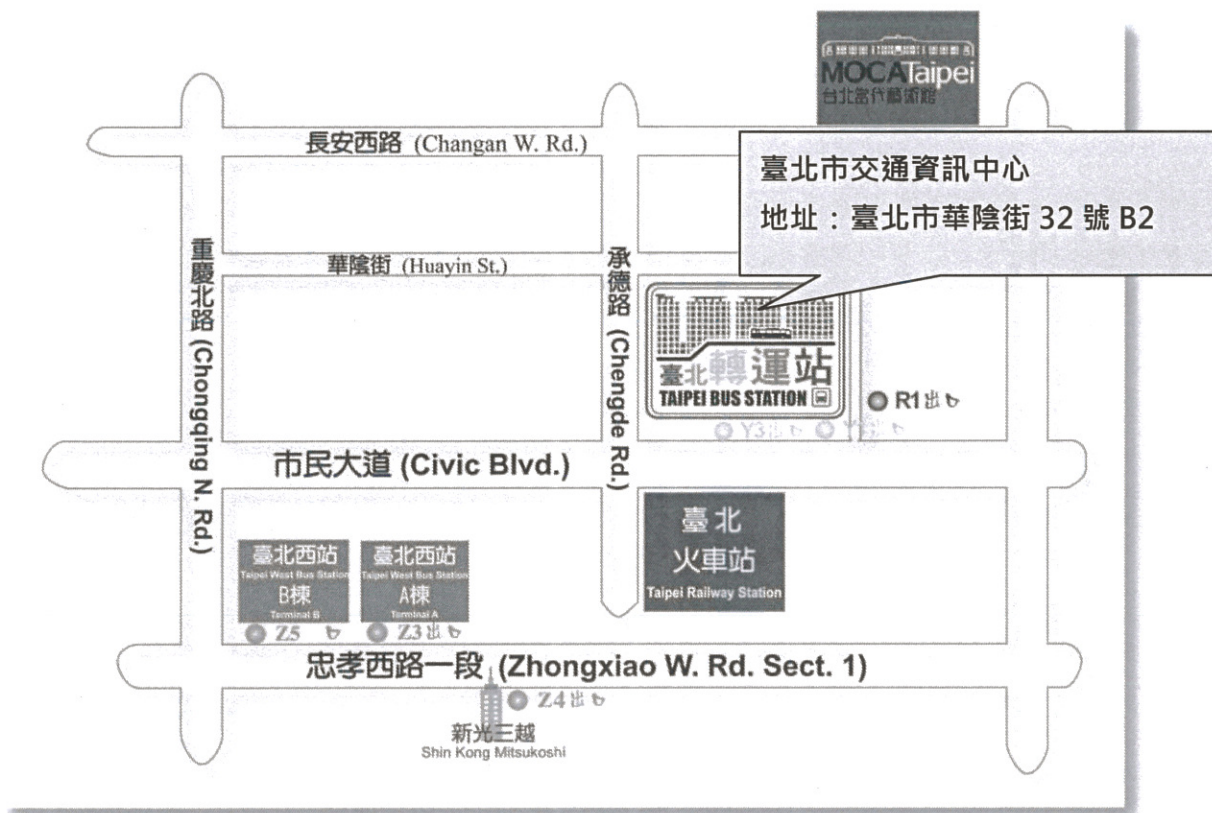 MOCATaipei
台北當代藝術館
長安西路 (Changan W. Rd.)
臺北市交通資訊中心
地址：臺北市華陰街 32 號 B2
華陰街 (Huayin St.)
重慶北路 (Chongqing N. Rd.)
承德路 (Chengde Rd.)
臺北轉運站
TAIPEI BUS STATION
R1出口
Y3出口
市民大道 (Civic Blvd.)
臺北
火車站
Taipei Railway Station
臺北西站
Taipei West Bus Station
B棟
Terminal B
臺北西站
Taipei West Bus Station
A棟
Terminal A
Z5
Z3出口
忠孝西路一段 (Zhongxiao W. Rd. Sect. 1)
Z4出口
新光三越
Shin Kong Mitsukoshi